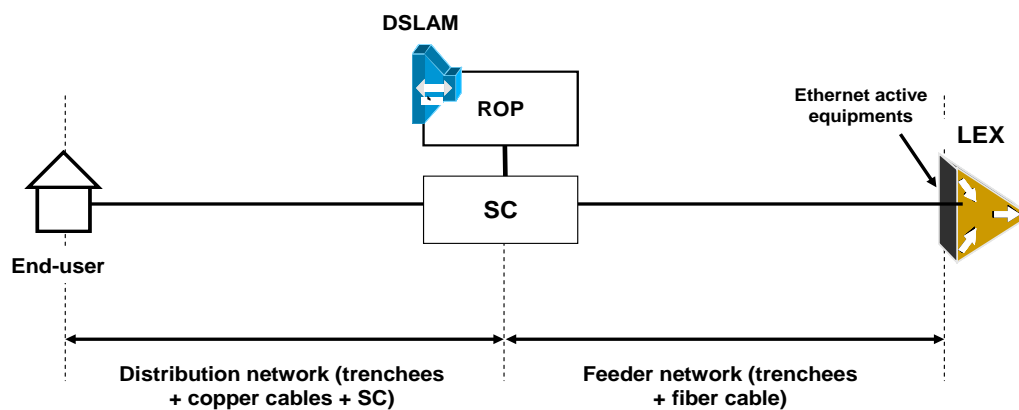 DSLAM
ROP
Ethernet active
equipments
LEX
SC
End-user
Distribution network (trenchees
+ copper cables + SC)
Feeder network (trenchees
+ fiber cable)